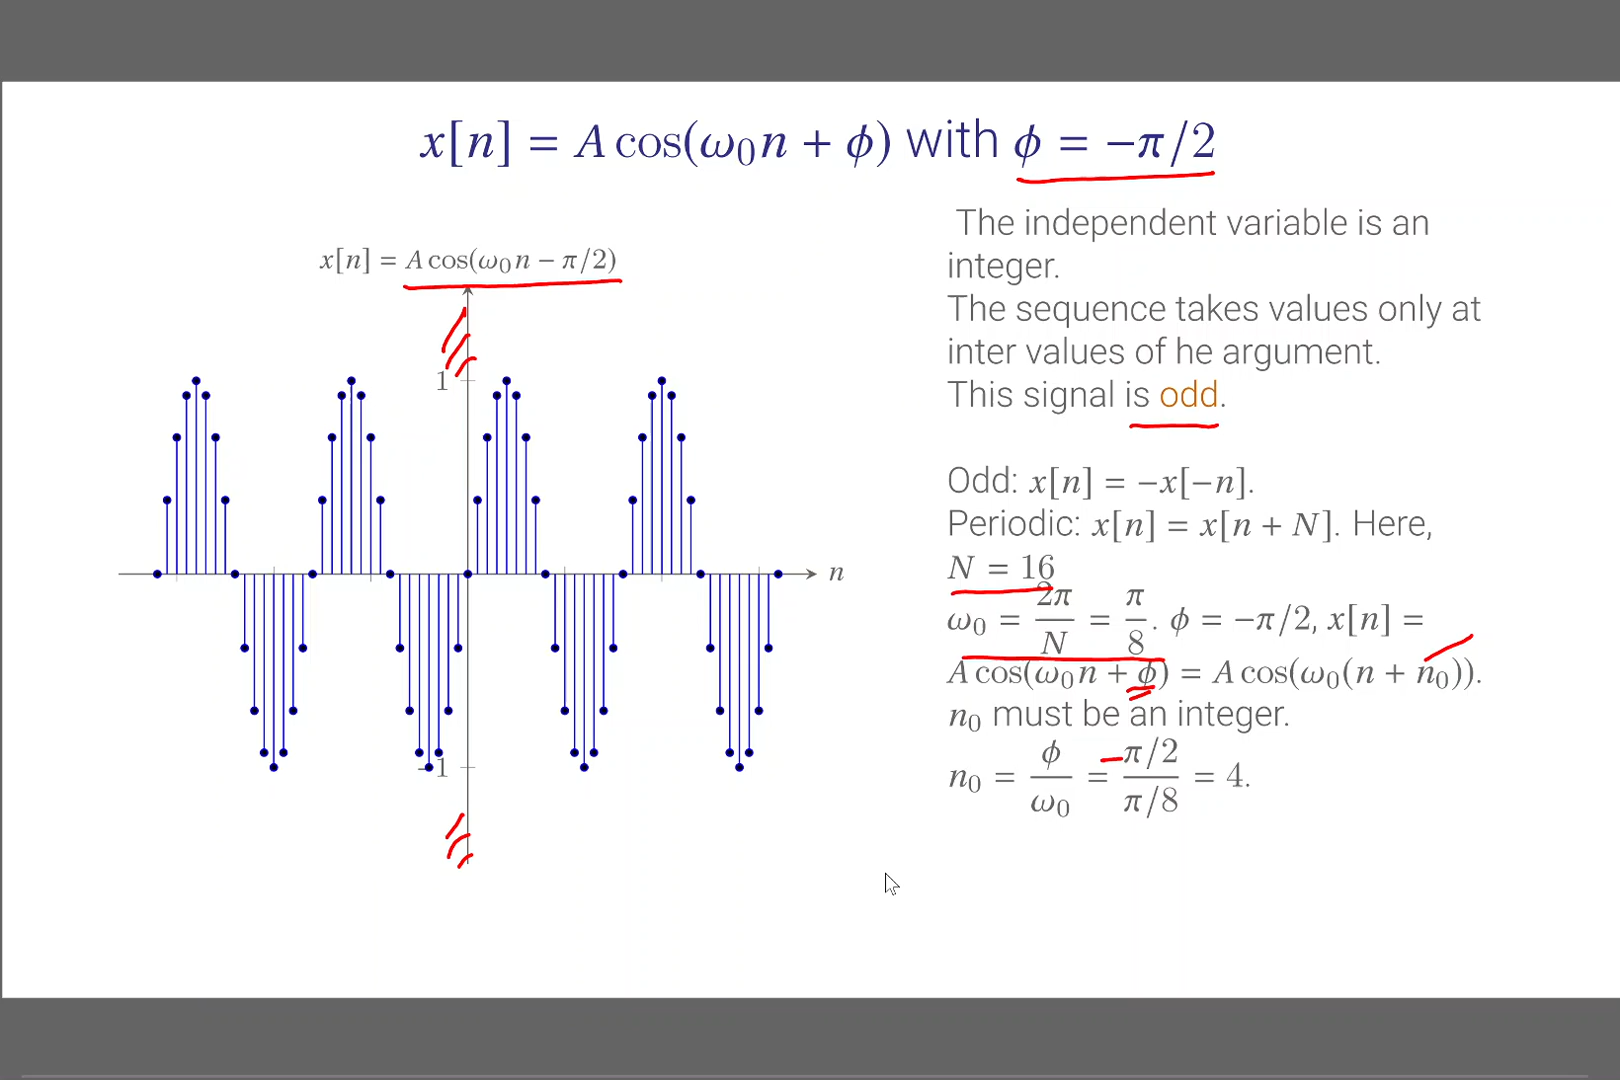 x[n] = A cos(ω₀n + ϕ) with ϕ = −π/2
x[n] = A cos(ω₀n − π/2)
1
n
−1
The independent variable is an
integer.
The sequence takes values only at
inter values of he argument.
This signal is odd.
Odd: x[n] = −x[−n].
Periodic: x[n] = x[n + N]. Here,
N = 16
ω₀ = 2π/N = π/8. ϕ = −π/2, x[n] =
A cos(ω₀n + ϕ) = A cos(ω₀(n + n₀)).
n₀ must be an integer.
n₀ = ϕ/ω₀ = −π/2 / π/8 = 4.